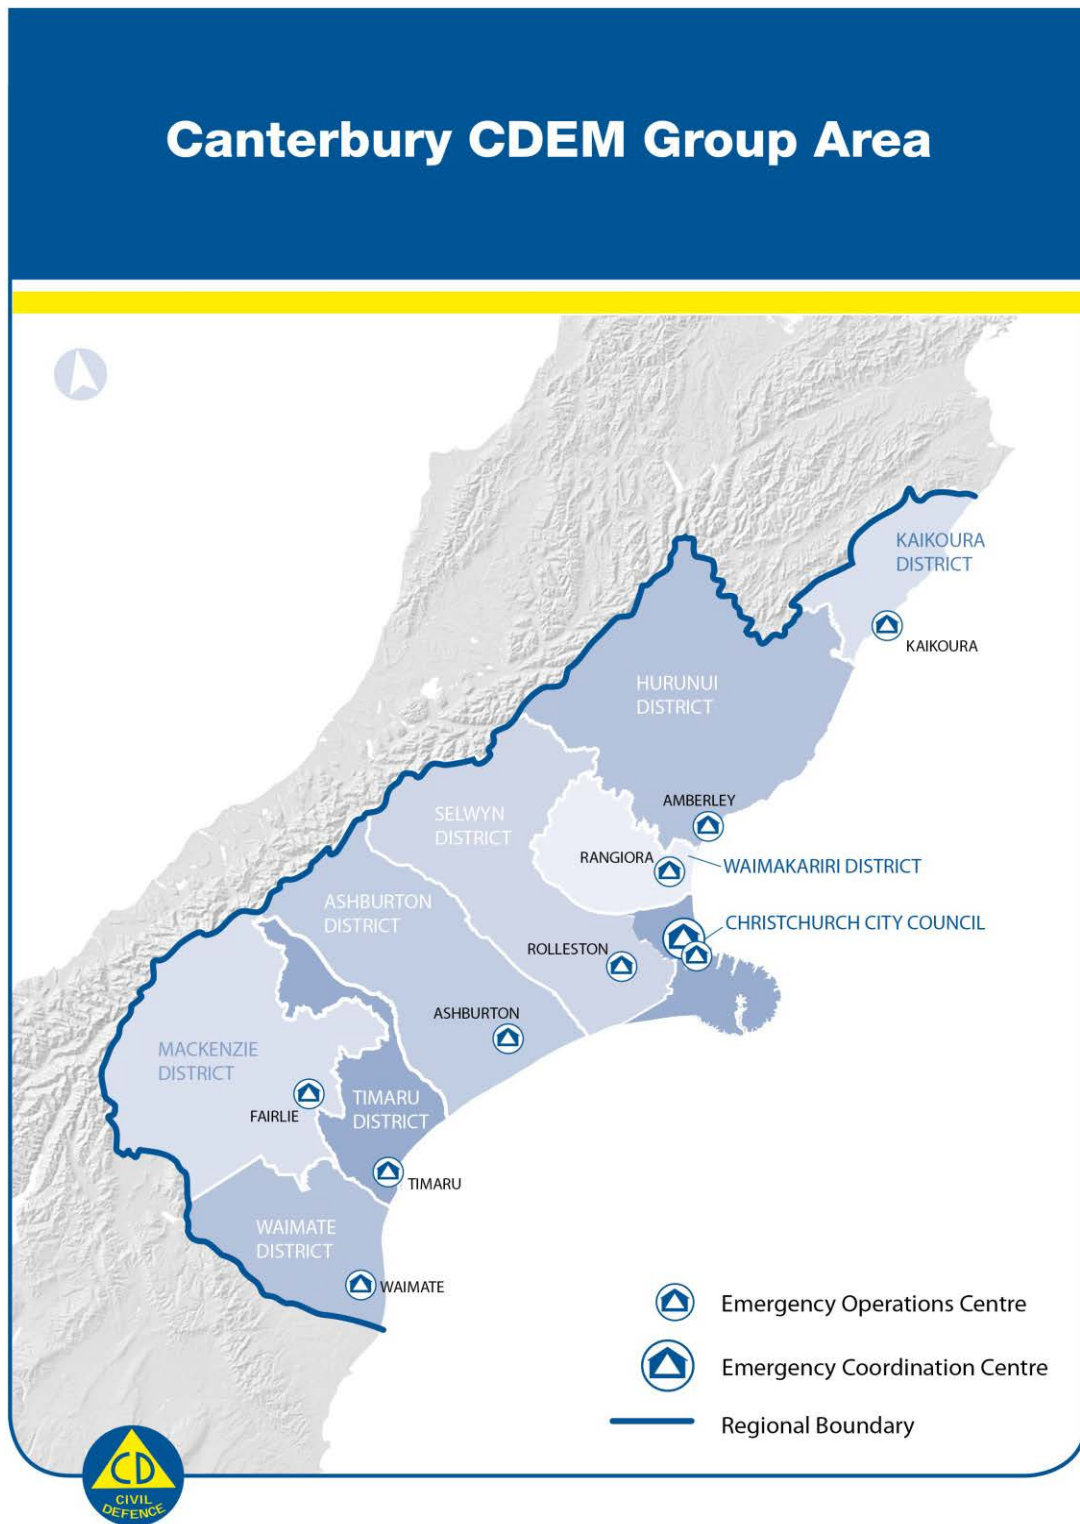 Canterbury CDEM Group Area
KAIKOURA
DISTRICT
KAIKOURA
HURUNUI
DISTRICT
AMBERLEY
SELWYN
DISTRICT
RANGIORA
WAIMAKARIRI DISTRICT
ASHBURTON
DISTRICT
CHRISTCHURCH CITY COUNCIL
ROLLESTON
ASHBURTON
MACKENZIE
DISTRICT
FAIRLIE
TIMARU
DISTRICT
TIMARU
WAIMATE
DISTRICT
WAIMATE
Emergency Operations Centre
Emergency Coordination Centre
Regional Boundary
CD
CIVIL
DEFENCE